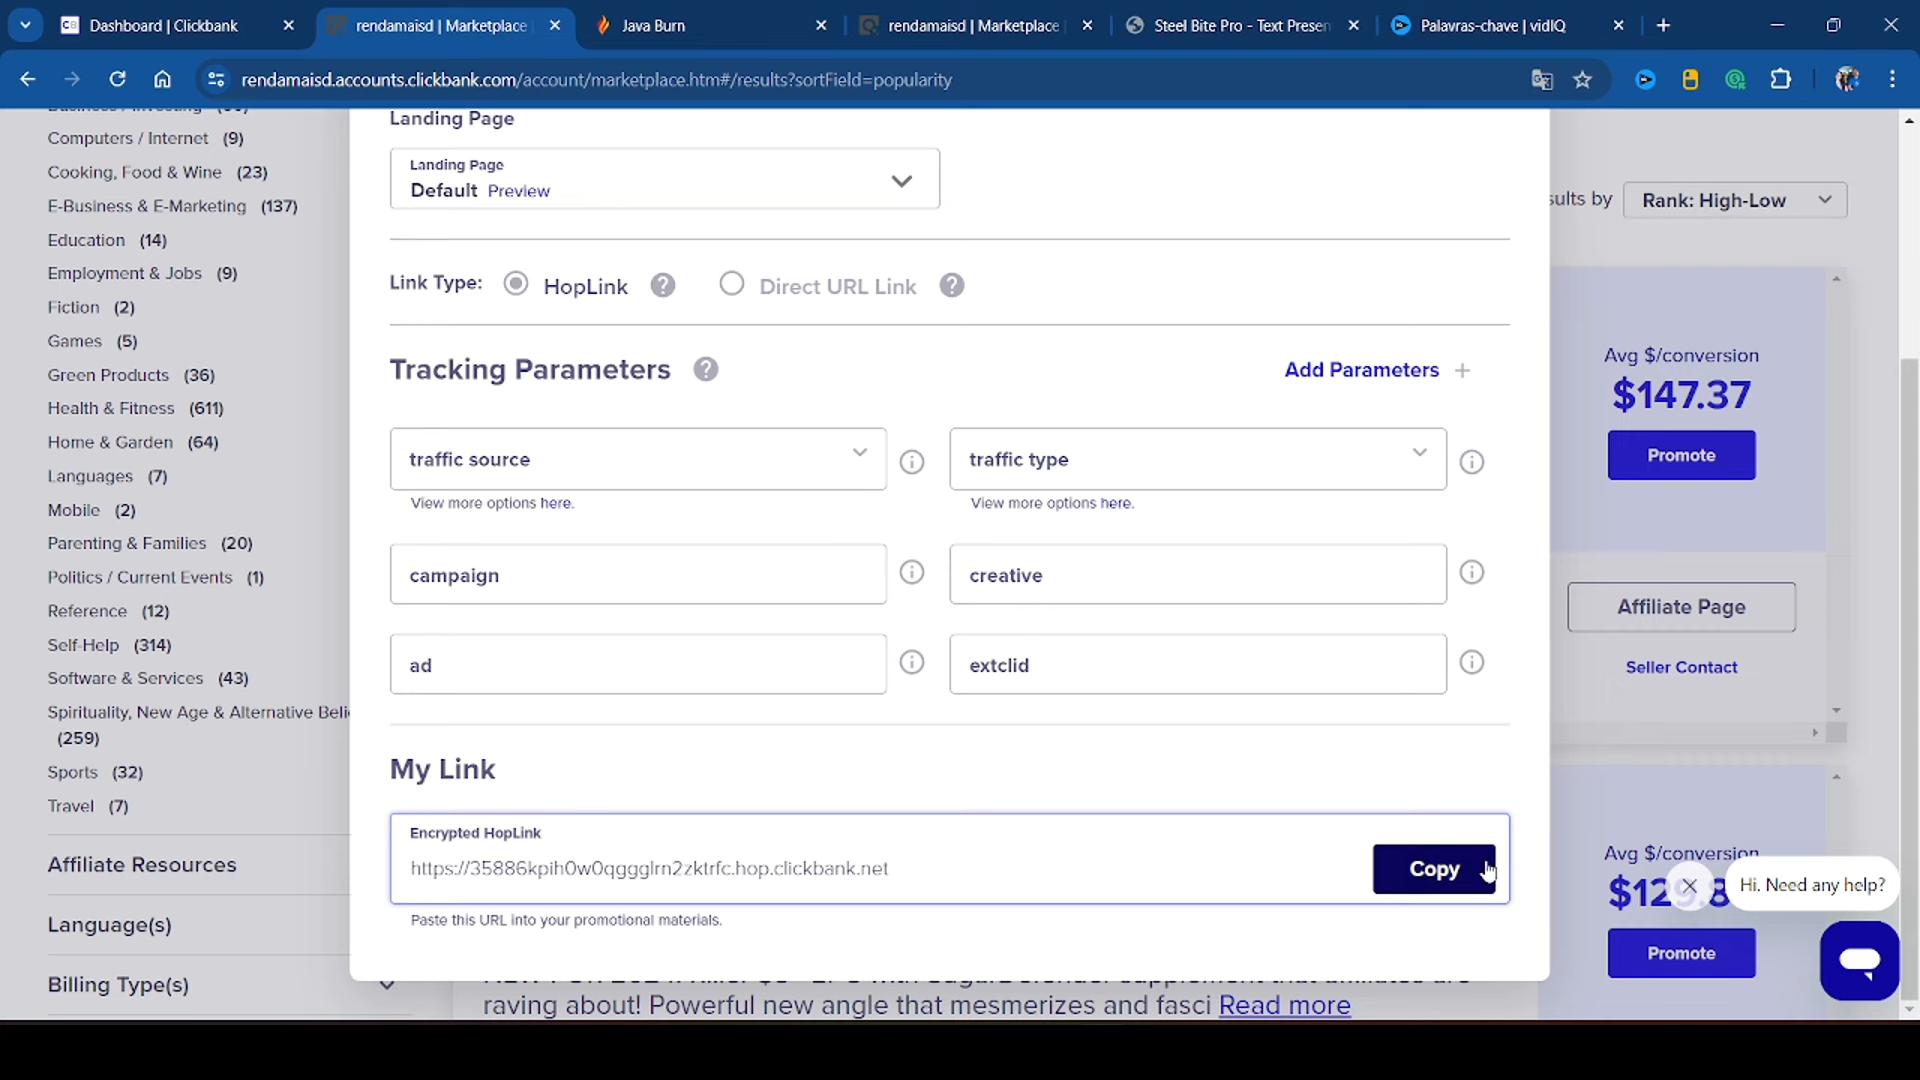 Dashboard | Clickbank
rendamaisd | Marketplace
Java Burn
rendamaisd | Marketplace
Steel Bite Pro - Text Presen
Palavras-chave | vidIQ
rendamaisd.accounts.clickbank.com/account/marketplace.htm#/results?sortField=popularity
Computers / Internet (9)
Cooking, Food & Wine (23)
E-Business & E-Marketing (137)
Education (14)
Employment & Jobs (9)
Fiction (2)
Games (5)
Green Products (36)
Health & Fitness (611)
Home & Garden (64)
Languages (7)
Mobile (2)
Parenting & Families (20)
Politics / Current Events (1)
Reference (12)
Self-Help (314)
Software & Services (43)
Spirituality, New Age & Alternative Beli
(259)
Sports (32)
Travel (7)
Affiliate Resources
Language(s)
Billing Type(s)
Landing Page
Landing Page
Default Preview
Link Type: HopLink ? Direct URL Link ?
Tracking Parameters ? Add Parameters +
traffic source
traffic type
View more options here.
View more options here.
campaign
creative
ad
extclid
My Link
Encrypted HopLink
https://35886kpih0w0qggglrn2zktrfc.hop.clickbank.net
Copy
Paste this URL into your promotional materials.
raving about! Powerful new angle that mesmerizes and fasci Read more
sults by Rank: High-Low
Avg $/conversion
$147.37
Promote
Affiliate Page
Seller Contact
Avg $/conversion
Hi. Need any help?
Promote